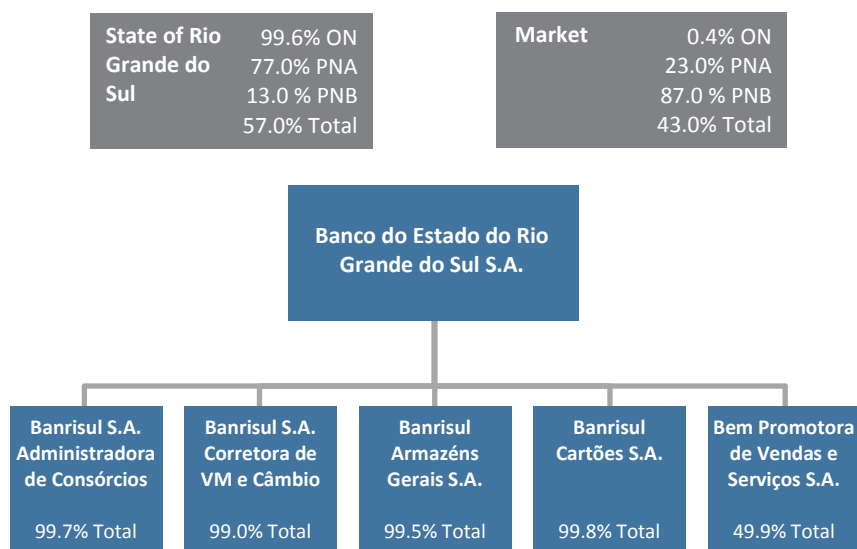 State of Rio 99.6% ON
Grande do 77.0% PNA
Sul 13.0 % PNB
57.0% Total
Market 0.4% ON
23.0% PNA
87.0 % PNB
43.0% Total
Banco do Estado do Rio
Grande do Sul S.A.
Banrisul S.A.
Administradora
de Consórcios
99.7% Total
Banrisul S.A.
Corretora de
VM e Câmbio
99.0% Total
Banrisul
Armazéns
Gerais S.A.
99.5% Total
Banrisul
Cartões S.A.
99.8% Total
Bem Promotora
de Vendas e
Serviços S.A.
49.9% Total